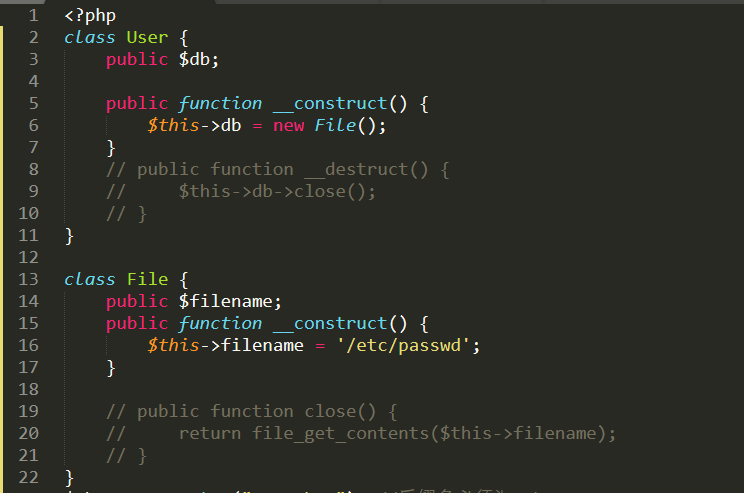 1 <?php
2 class User {
3 public $db;
4
5 public function __construct() {
6 $this->db = new File();
7 }
8 // public function __destruct() {
9 // $this->db->close();
10 // }
11 }
12
13 class File {
14 public $filename;
15 public function __construct() {
16 $this->filename = '/etc/passwd';
17 }
18
19 // public function close() {
20 // return file_get_contents($this->filename);
21 // }
22 }